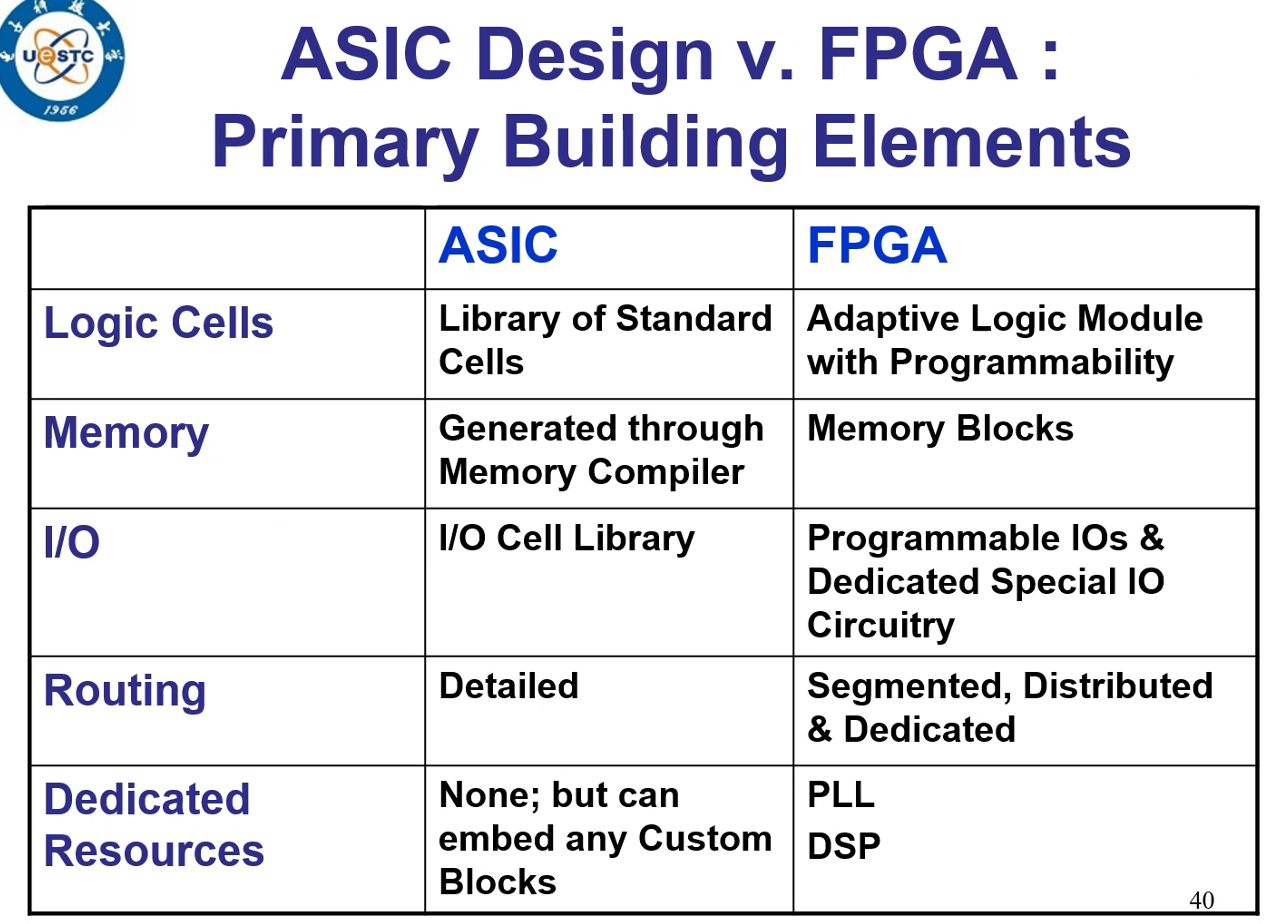 UeSTC
1956
ASIC Design v. FPGA :
Primary Building Elements
ASIC
FPGA
Logic Cells
Library of Standard
Cells
Adaptive Logic Module
with Programmability
Memory
Generated through
Memory Compiler
Memory Blocks
I/O
I/O Cell Library
Programmable IOs &
Dedicated Special IO
Circuitry
Routing
Detailed
Segmented, Distributed
& Dedicated
Dedicated
Resources
None; but can
embed any Custom
Blocks
PLL
DSP
40